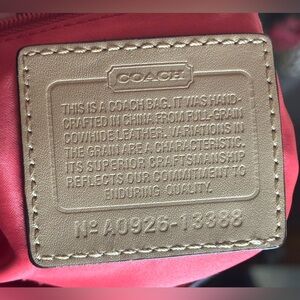 COACH
THIS IS A COACH BAG. IT WAS HAND-
CRAFTED IN CHINA FROM FULL-GRAIN
COWHIDE LEATHER. VARIATIONS IN
THE GRAIN ARE A CHARACTERISTIC.
ITS SUPERIOR CRAFTSMANSHIP
REFLECTS OUR COMMITMENT TO
ENDURING QUALITY.
Nº A0926-13388